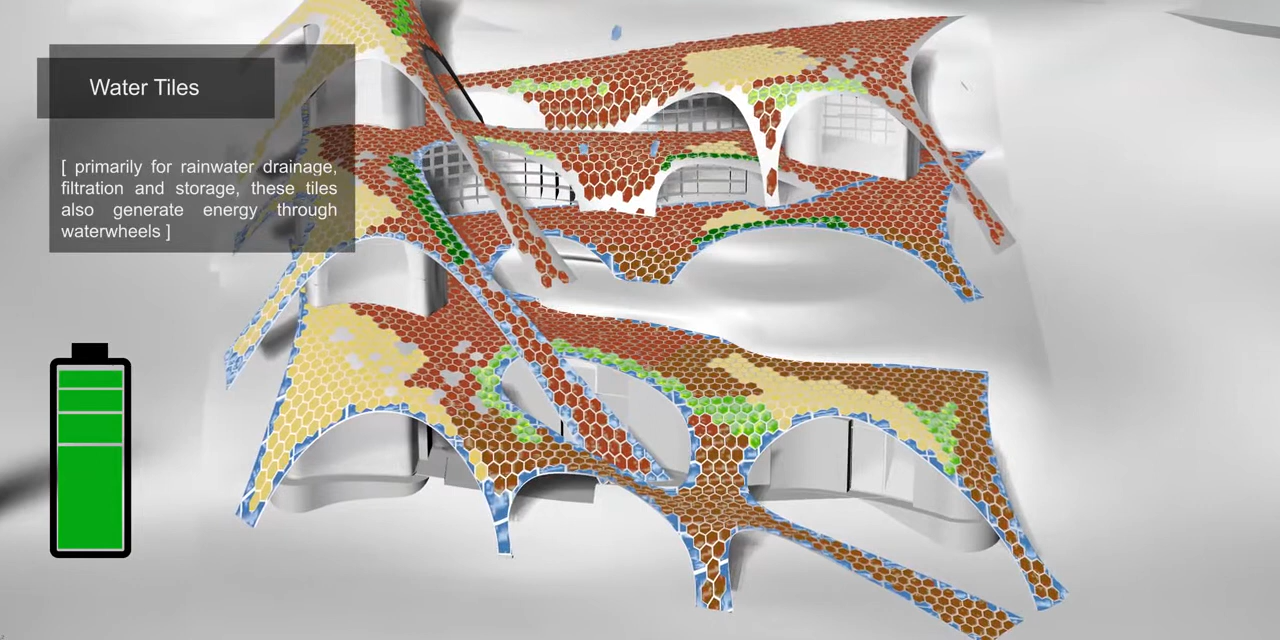 Water Tiles
[ primarily for rainwater drainage,
filtration and storage, these tiles
also generate energy through
waterwheels ]